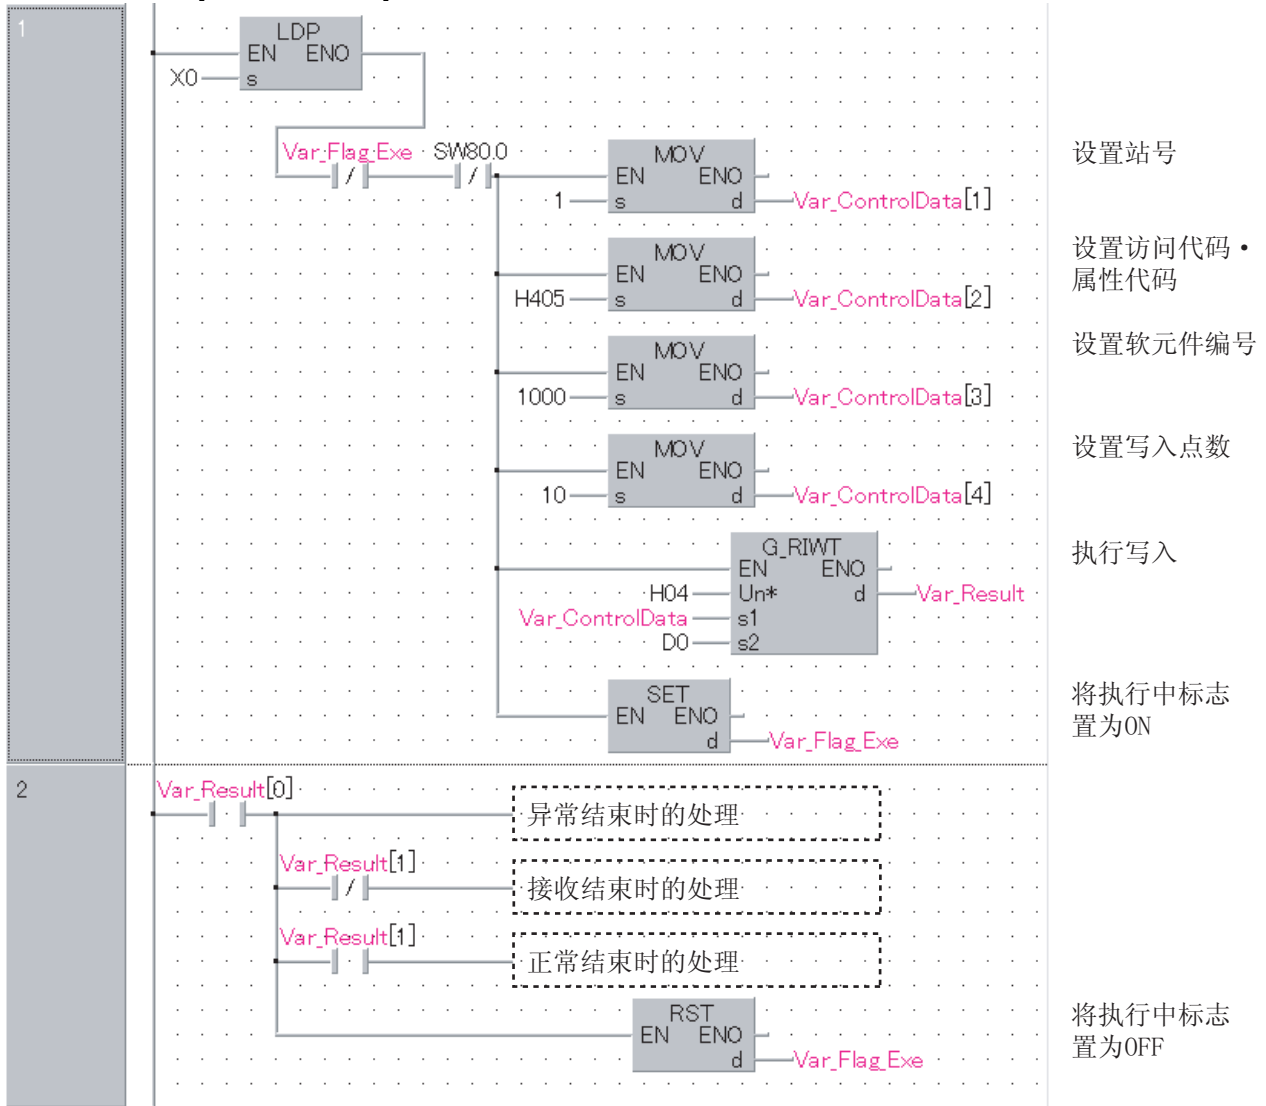 1
LDP
EN ENO
X0 s
Var_Flag_Exe SW80.0
MOV
设置站号
EN ENO
1 s d Var_ControlData[1]
MOV
设置访问代码·
属性代码
EN ENO
H405 s d Var_ControlData[2]
MOV
设置软元件编号
EN ENO
1000 s d Var_ControlData[3]
MOV
设置写入点数
EN ENO
10 s d Var_ControlData[4]
G_RIWT
执行写入
EN ENO
H04 Un* d Var_Result
Var_ControlData s1
D0 s2
SET
将执行中标志
置为ON
EN ENO
d Var_Flag_Exe
2
Var_Result[0]
异常结束时的处理
Var_Result[1]
接收结束时的处理
Var_Result[1]
正常结束时的处理
RST
将执行中标志
置为OFF
EN ENO
d Var_Flag_Exe